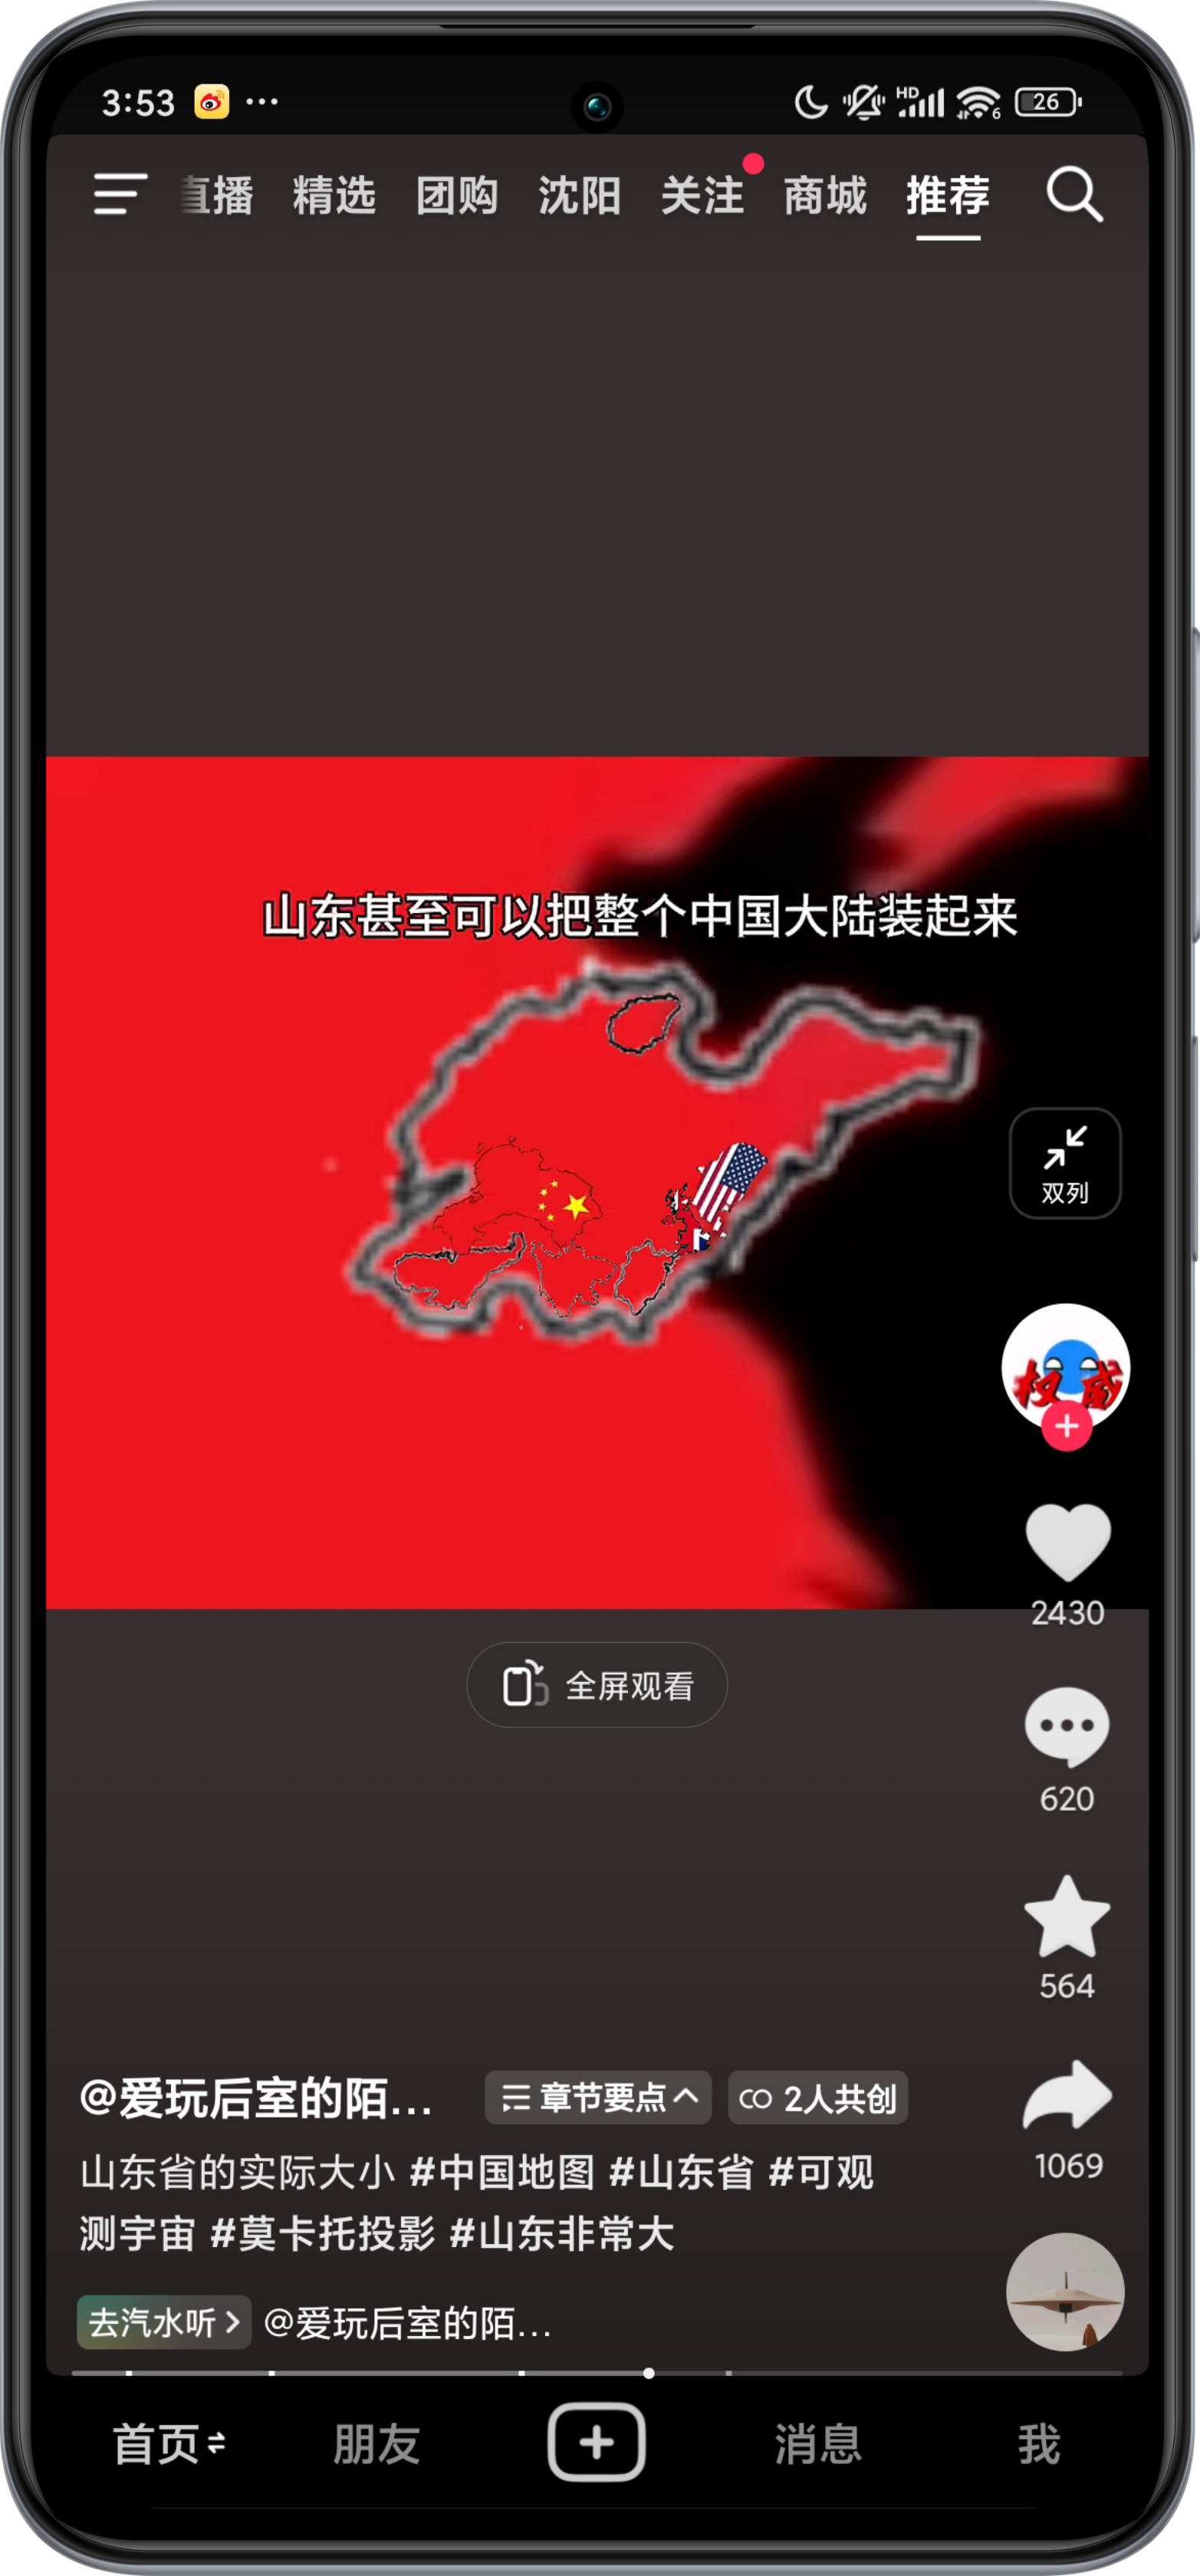 3:53
HD
6
26
直播 精选 团购 沈阳 关注 商城 推荐
山东甚至可以把整个中国大陆装起来
双列
权威
2430
全屏观看
620
564
@爱玩后室的陌... 章节要点 2人共创
1069
山东省的实际大小 #中国地图 #山东省 #可观
测宇宙 #莫卡托投影 #山东非常大
去汽水听 @爱玩后室的陌...
首页 朋友 消息 我